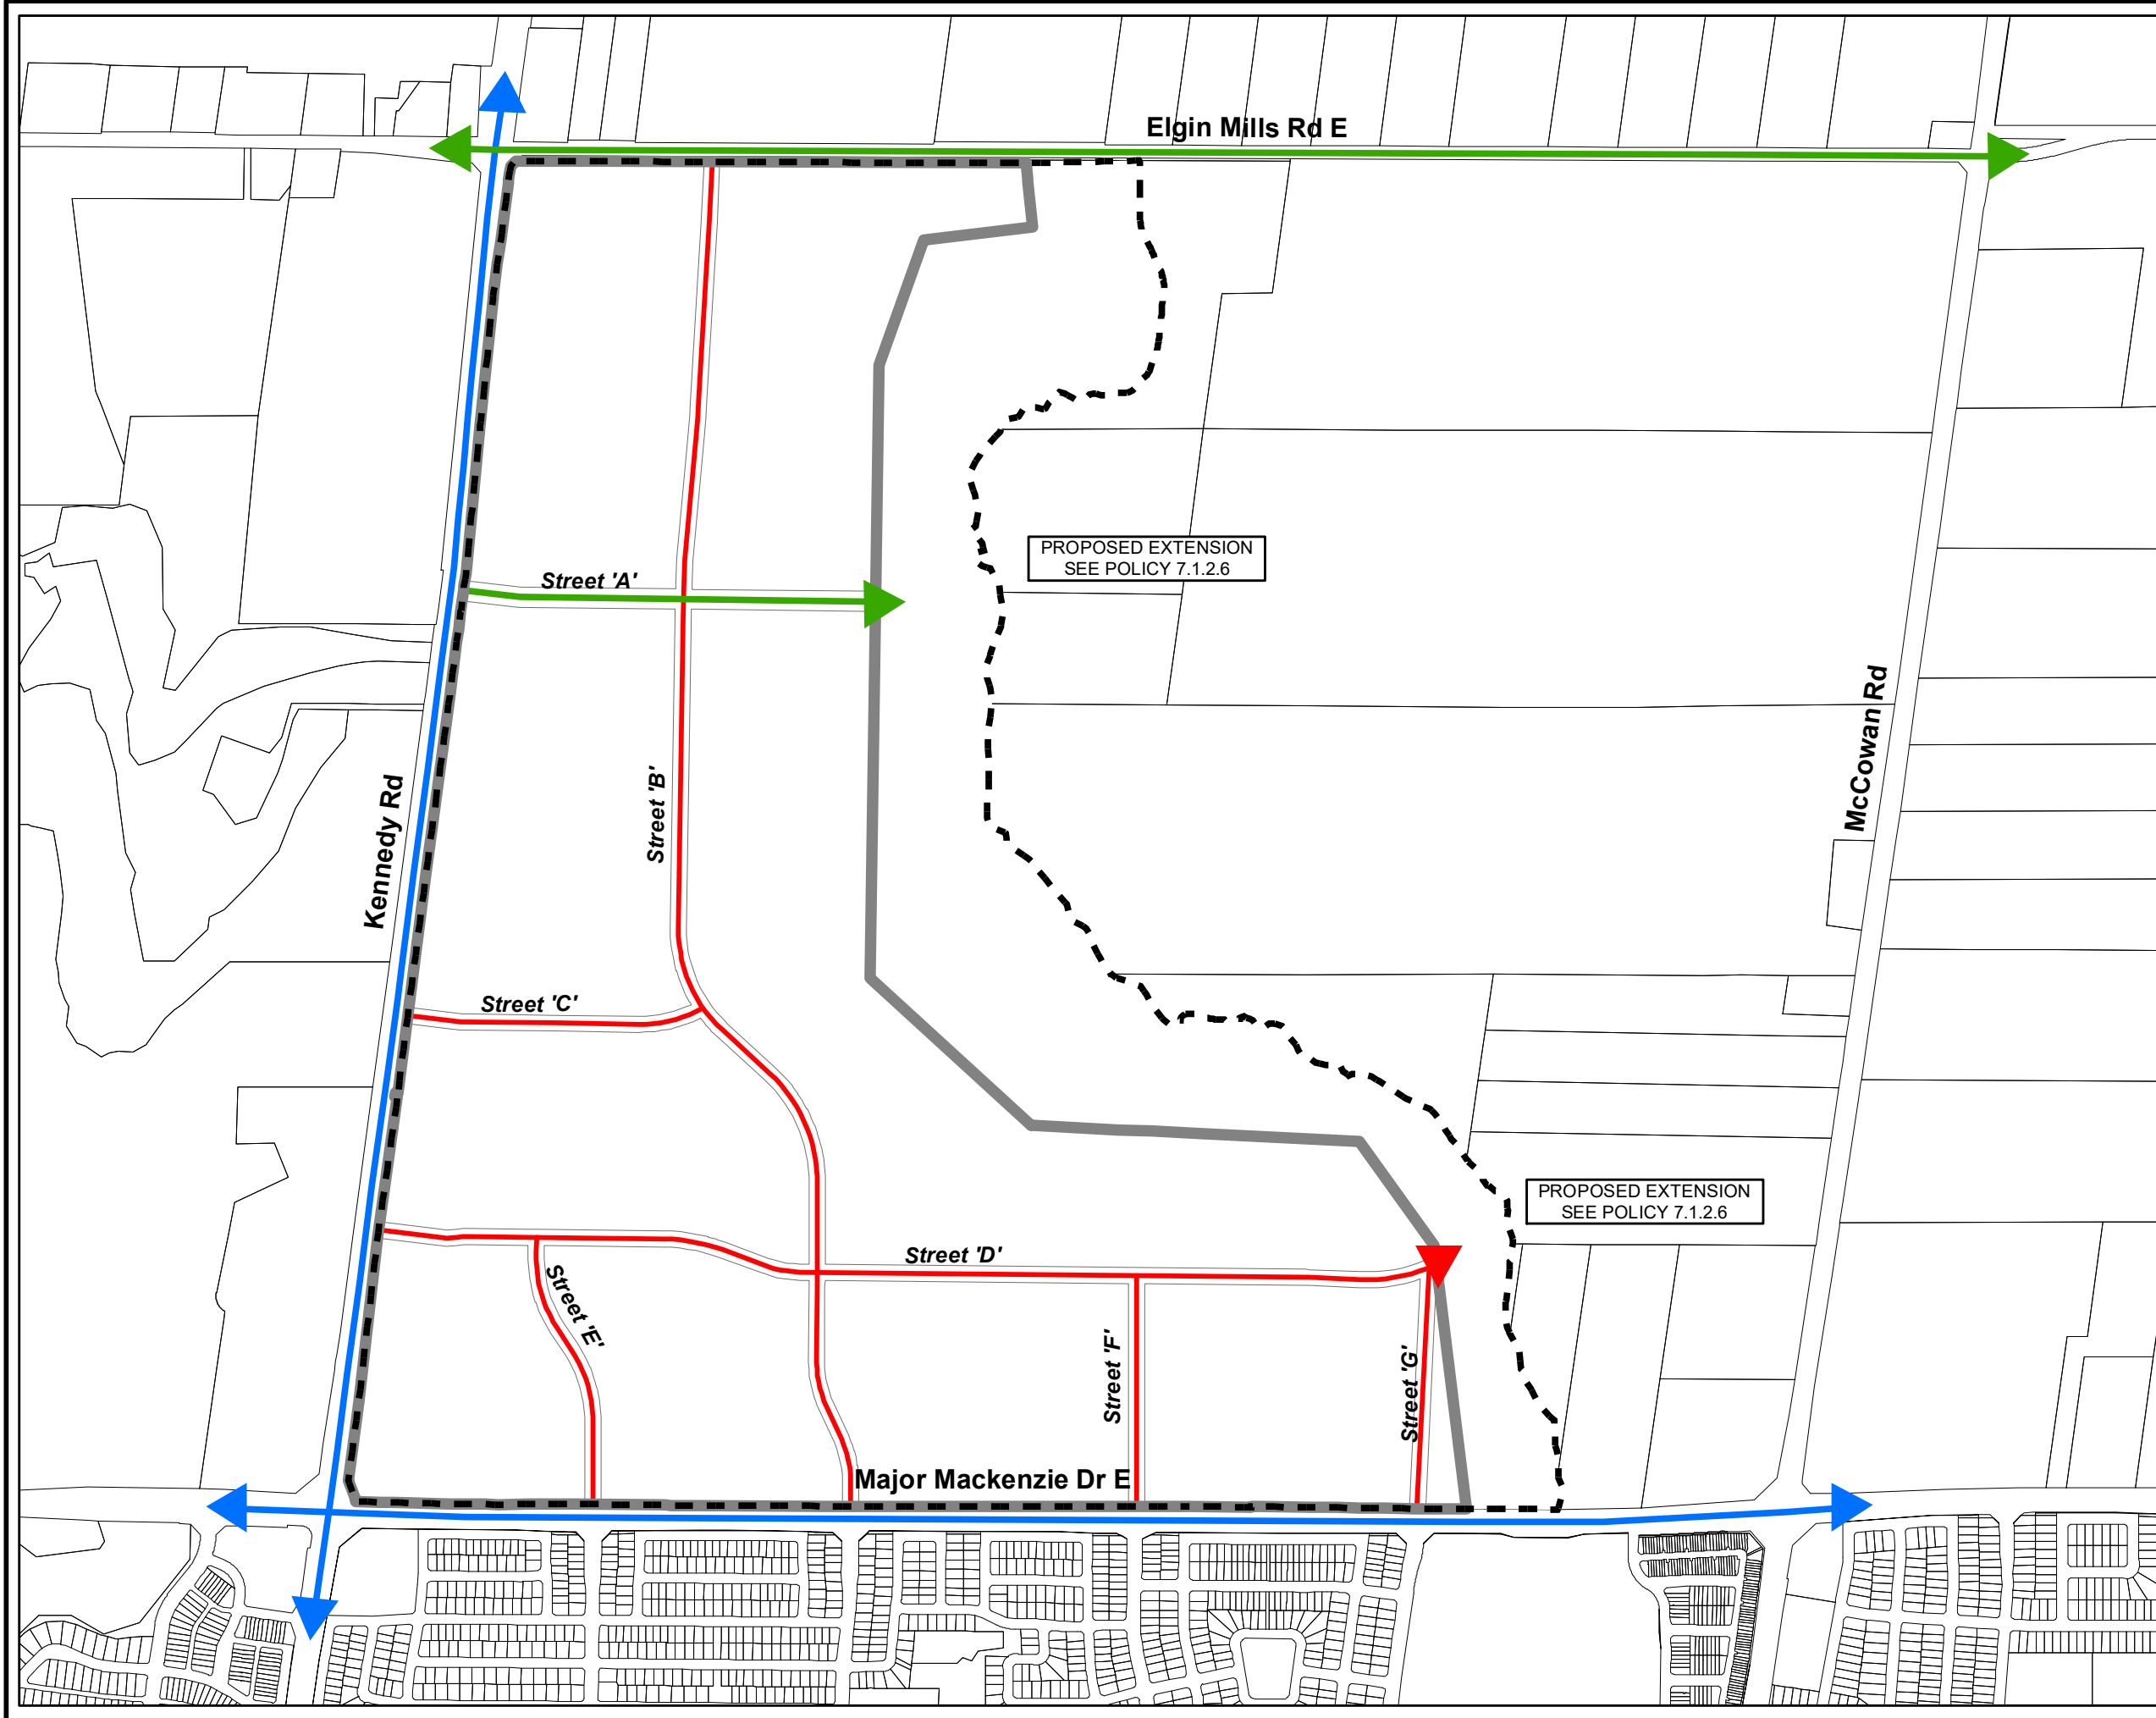 Elgin Mills Rd E
PROPOSED EXTENSION
SEE POLICY 7.1.2.6
Street 'A'
McCowan Rd
Street 'B'
Kennedy Rd
Street 'C'
PROPOSED EXTENSION
SEE POLICY 7.1.2.6
Street 'D'
Street 'E'
Street 'F'
Street 'G'
Major Mackenzie Dr E